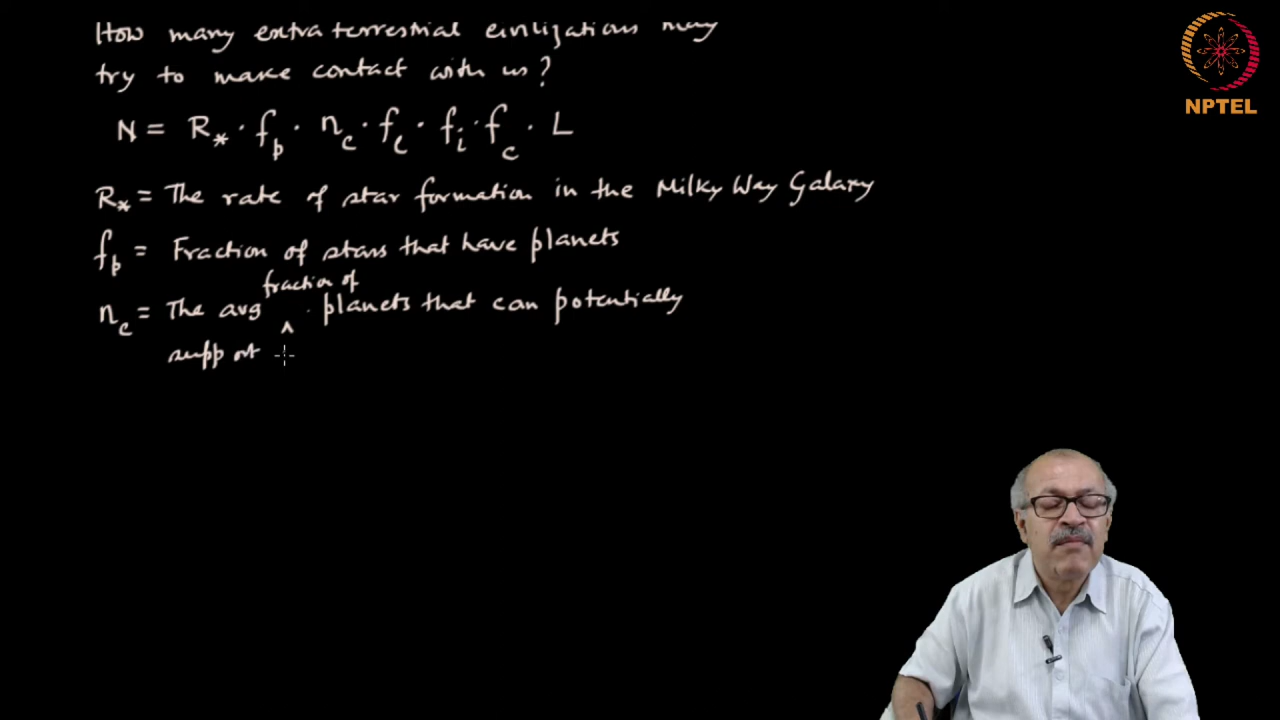 How many extraterrestrial civilizations may
NPTEL
try to make contact with us?
N = R* · fp · ne · fl · fi · fc · L
R* = The rate of star formation in the Milky Way Galaxy
fp = Fraction of stars that have planets
fraction of
ne = The avg ^ planets that can potentially
support